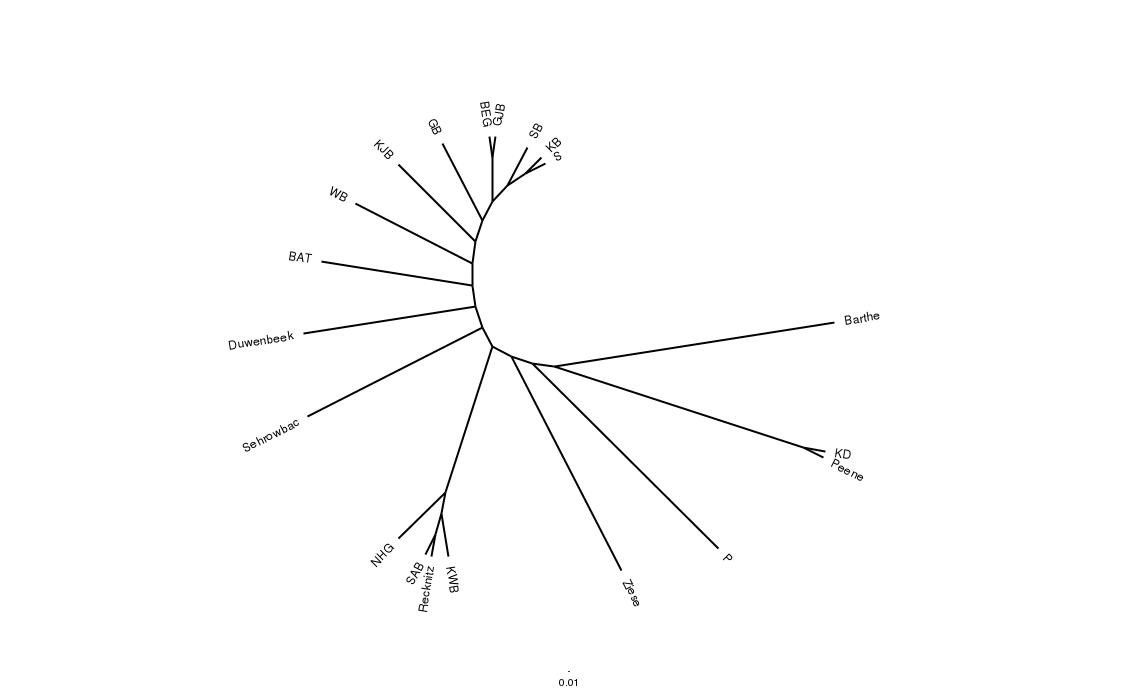 BEG
GJB
SB
GB
KB
S
KJB
WB
BAT
Barthe
Duwenbeek
Sehrowbac
KD
Peene
NHG
P
SAB
Recknitz
KWB
Ziese
0.01